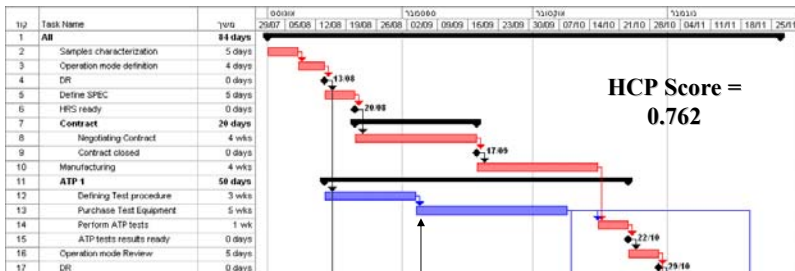 קוד Task Name משך
אוגוסט ספטמבר אוקטובר נובמבר
29/07 05/08 12/08 19/08 26/08 02/09 09/09 16/09 23/09 30/09 07/10 14/10 21/10 28/10 04/11 11/11 18/11 25/11
1 All 84 days
2 Samples characterization 5 days
3 Operation mode definition 4 days
4 DR 0 days 13/08
5 Define SPEC 5 days
6 HRS ready 0 days 20/08
7 Contract 20 days
8 Negotiating Contract 4 wks
9 Contract closed 0 days 17/09
10 Manufacturing 4 wks
11 ATP 1 50 days
12 Defining Test procedure 3 wks
13 Purchase Test Equipment 5 wks
14 Perform ATP tests 1 wk
15 ATP tests results ready 0 days 22/10
16 Operation mode Review 5 days
17 DR 0 days 29/10
HCP Score =
0.762